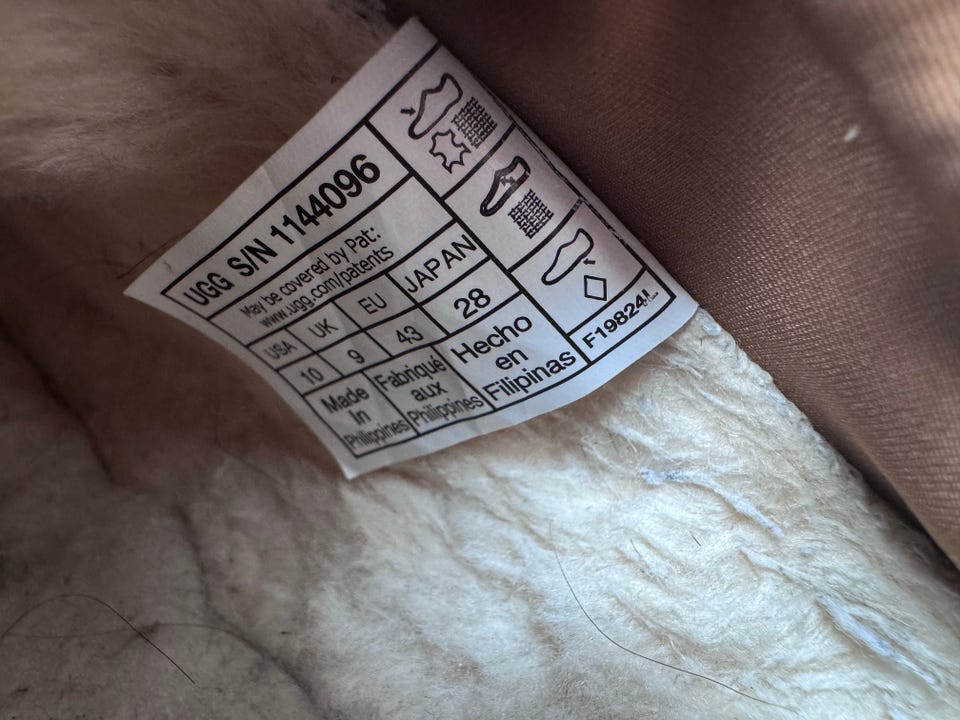 UGG S/N 1144096
May be covered by Pat:
www.ugg.com/patents
USA UK EU JAPAN
10 9 43 28
Made
In
Philippines
Fabriqué
aux
Philippines
Hecho
en
Filipinas
F19824L